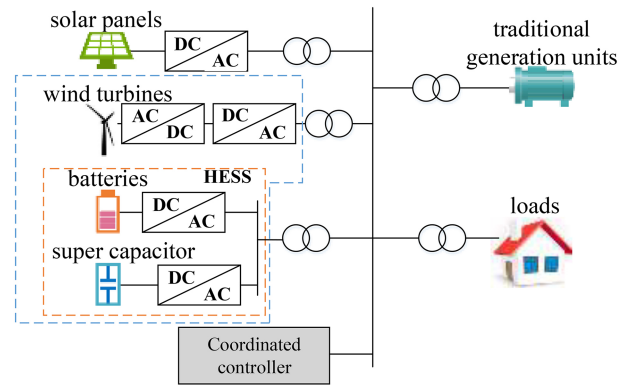 solar panels
DC
AC
traditional
generation units
wind turbines
AC
DC
DC
AC
batteries
HESS
DC
AC
loads
super capacitor
DC
AC
Coordinated
controller